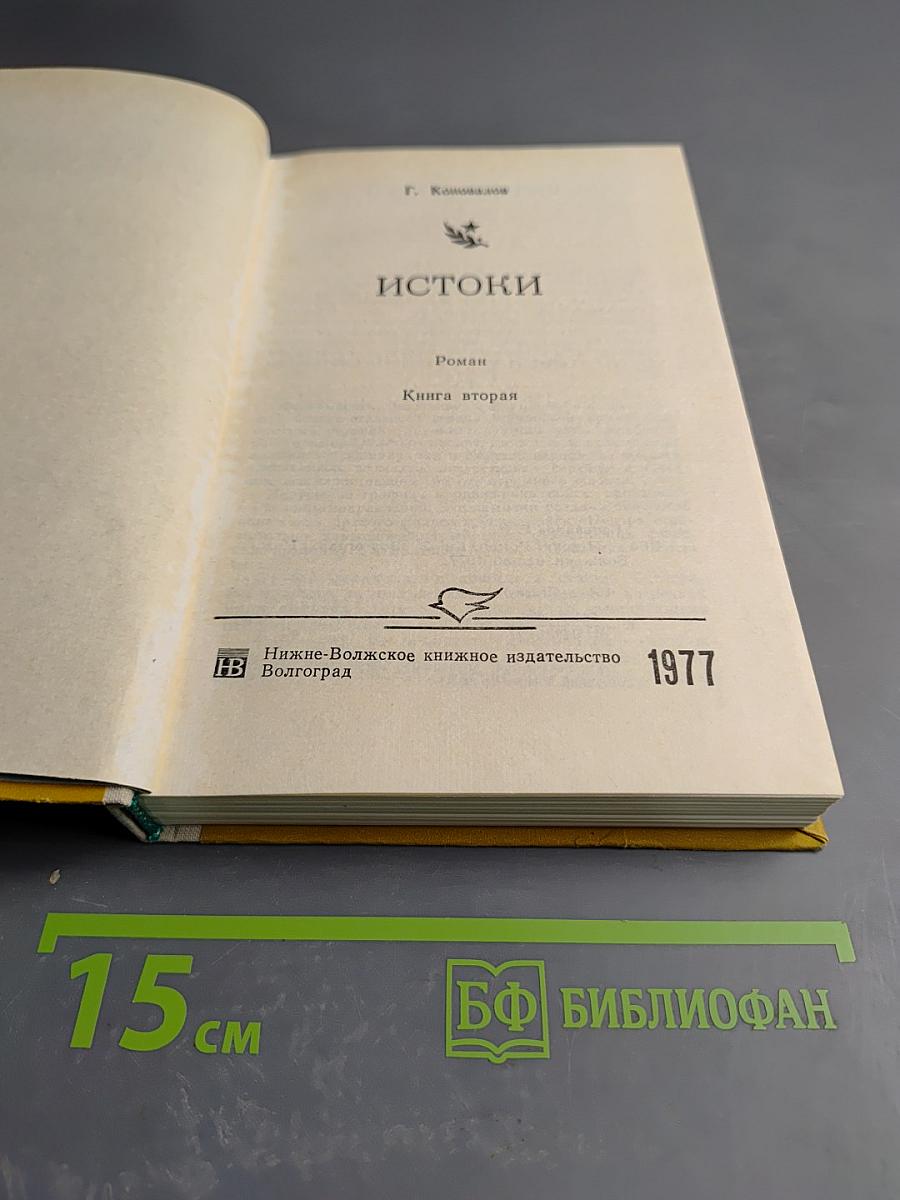 Г. Коновалов
ИСТОКИ
Роман
Книга вторая
НВ
Нижне-Волжское книжное издательство
Волгоград
1977
15 см
БФ БИБЛИОФАН